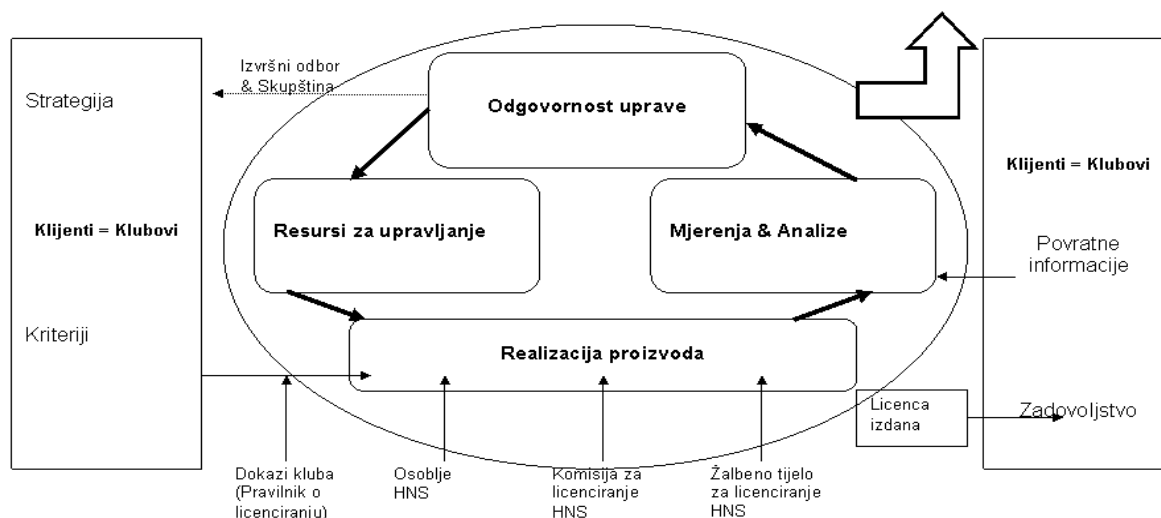 Izvršni odbor
& Skupština
Strategija
Klijenti = Klubovi
Kriteriji
Odgovornost uprave
Resursi za upravljanje
Mjerenja & Analize
Realizacija proizvoda
Klijenti = Klubovi
Povratne
informacije
Zadovoljstvo
Licenca
izdana
Dokazi kluba
(Pravilnik o
licenciranju)
Osoblje
HNS
Komisija za
licenciranje
HNS
Žalbeno tijelo
za licenciranje
HNS